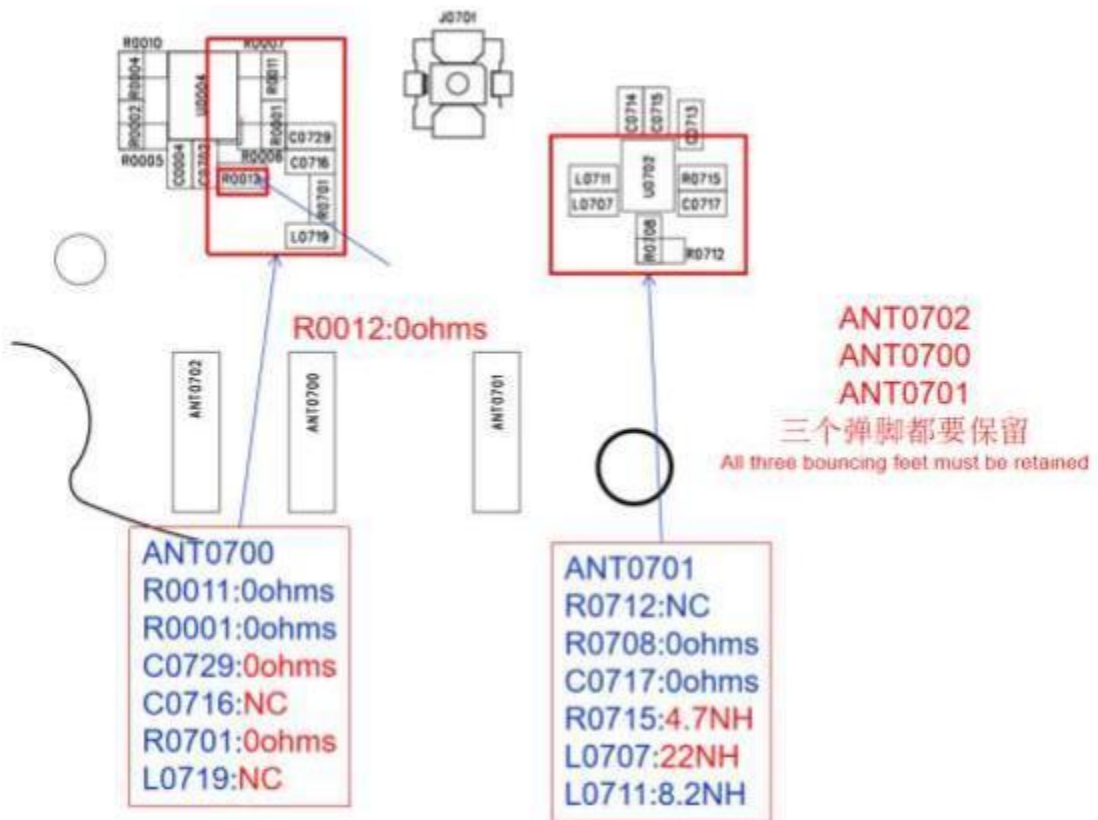 J0701
R0010
R0007
R0004
U0004
R0011
R0002
R0001
R0005
C0004
C0702
R0006
C0729
C0716
R0701
L0719
C0714
C0715
C0713
L0711
L0707
U0702
R0715
C0717
R0708
R0712
R0012:0ohms
ANT0702
ANT0700
ANT0701
ANT0702
ANT0700
ANT0701
三个弹脚都要保留
All three bouncing feet must be retained
ANT0700
R0011:0ohms
R0001:0ohms
C0729:0ohms
C0716:NC
R0701:0ohms
L0719:NC
ANT0701
R0712:NC
R0708:0ohms
C0717:0ohms
R0715:4.7NH
L0707:22NH
L0711:8.2NH